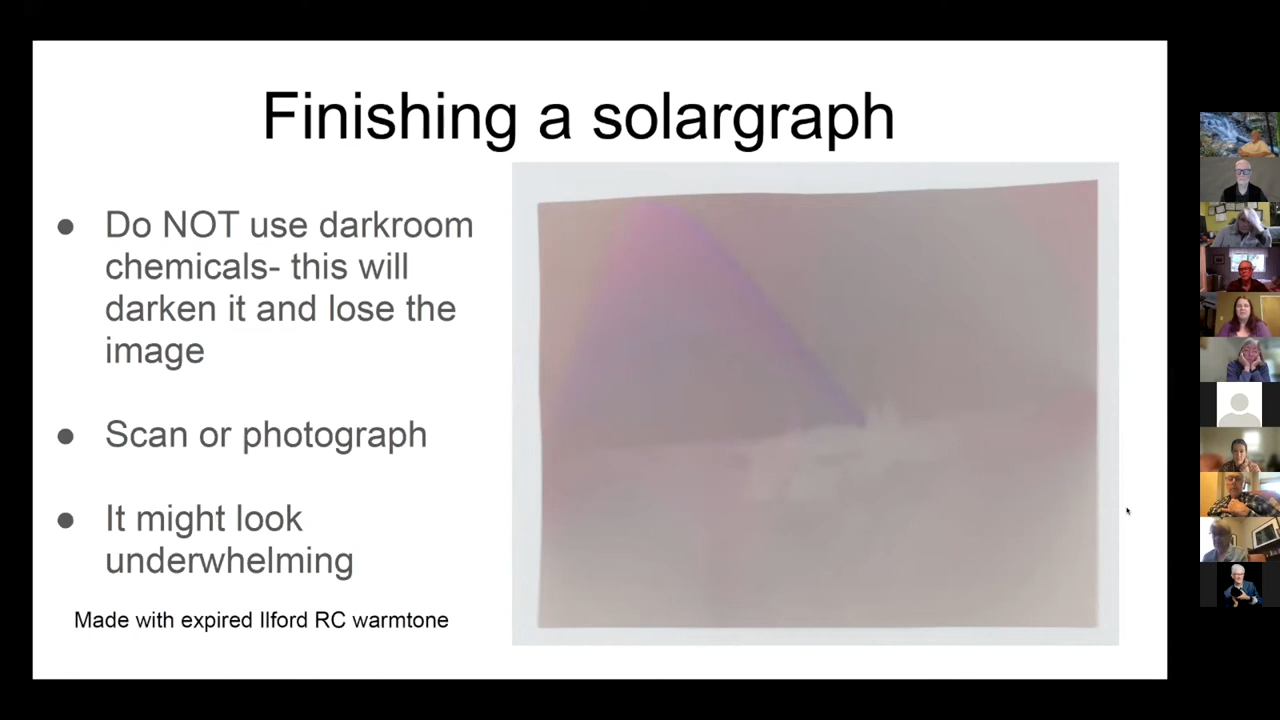 Finishing a solargraph
● Do NOT use darkroom
chemicals- this will
darken it and lose the
image
● Scan or photograph
● It might look
underwhelming
Made with expired Ilford RC warmtone